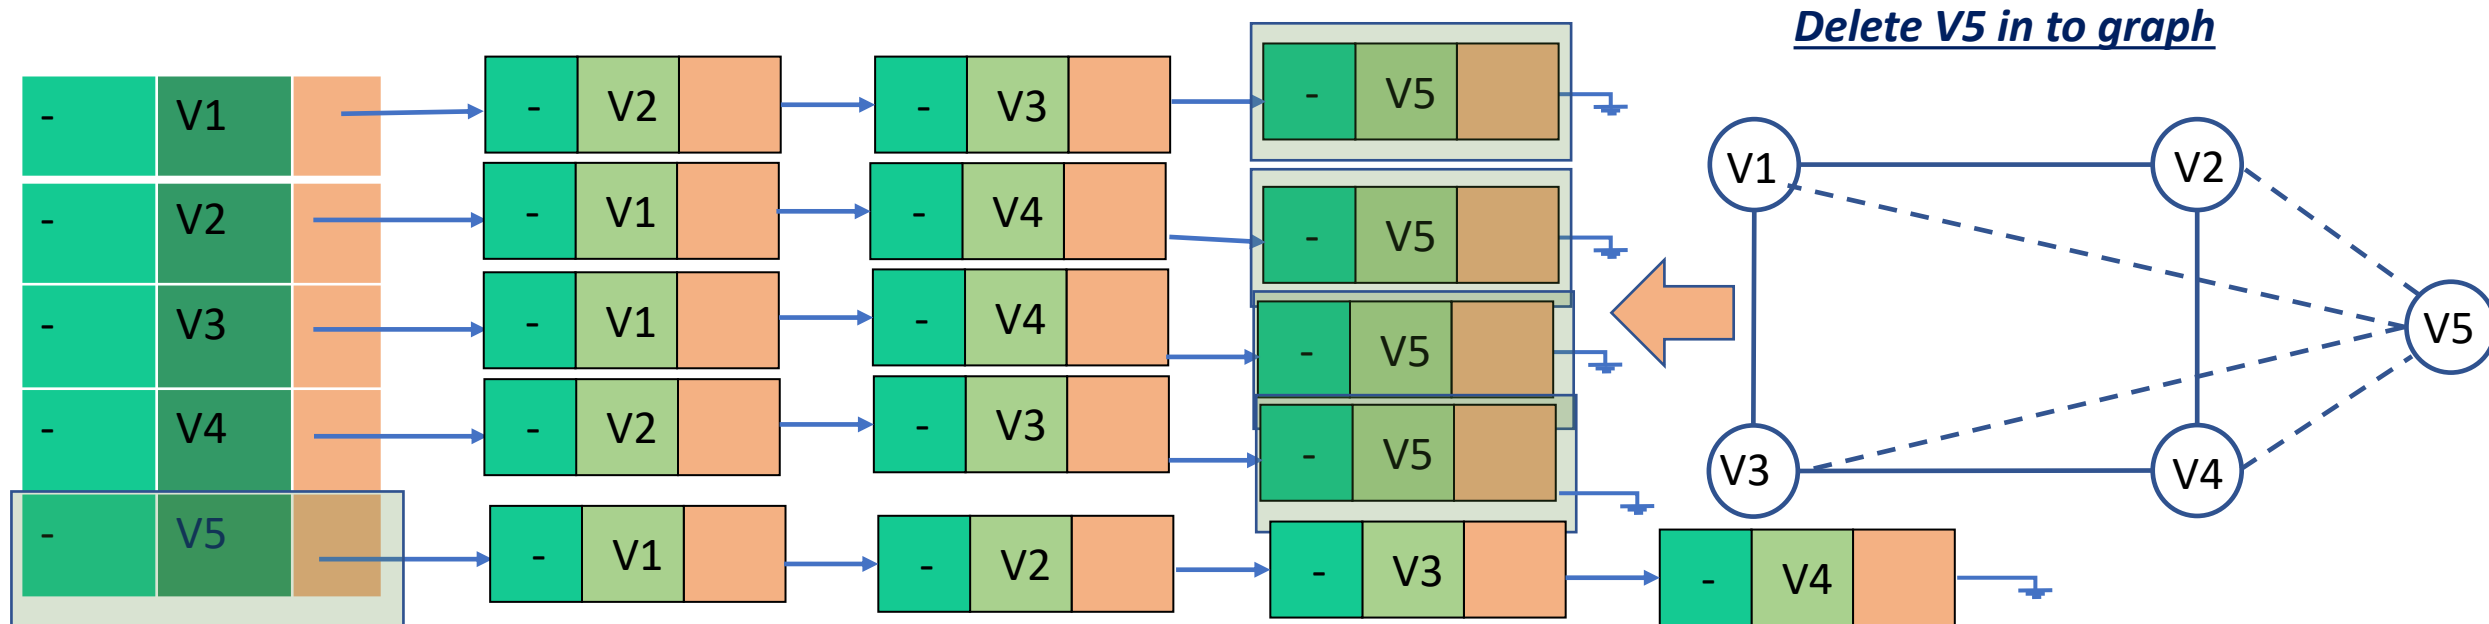 Delete V5 in to graph
- V1 - V2 - V3 - V5
- V2 - V1 - V4 - V5
- V3 - V1 - V4 - V5
- V4 - V2 - V3 - V5
- V5 - V1 - V2 - V3 - V4
V1 V2
V5
V3 V4